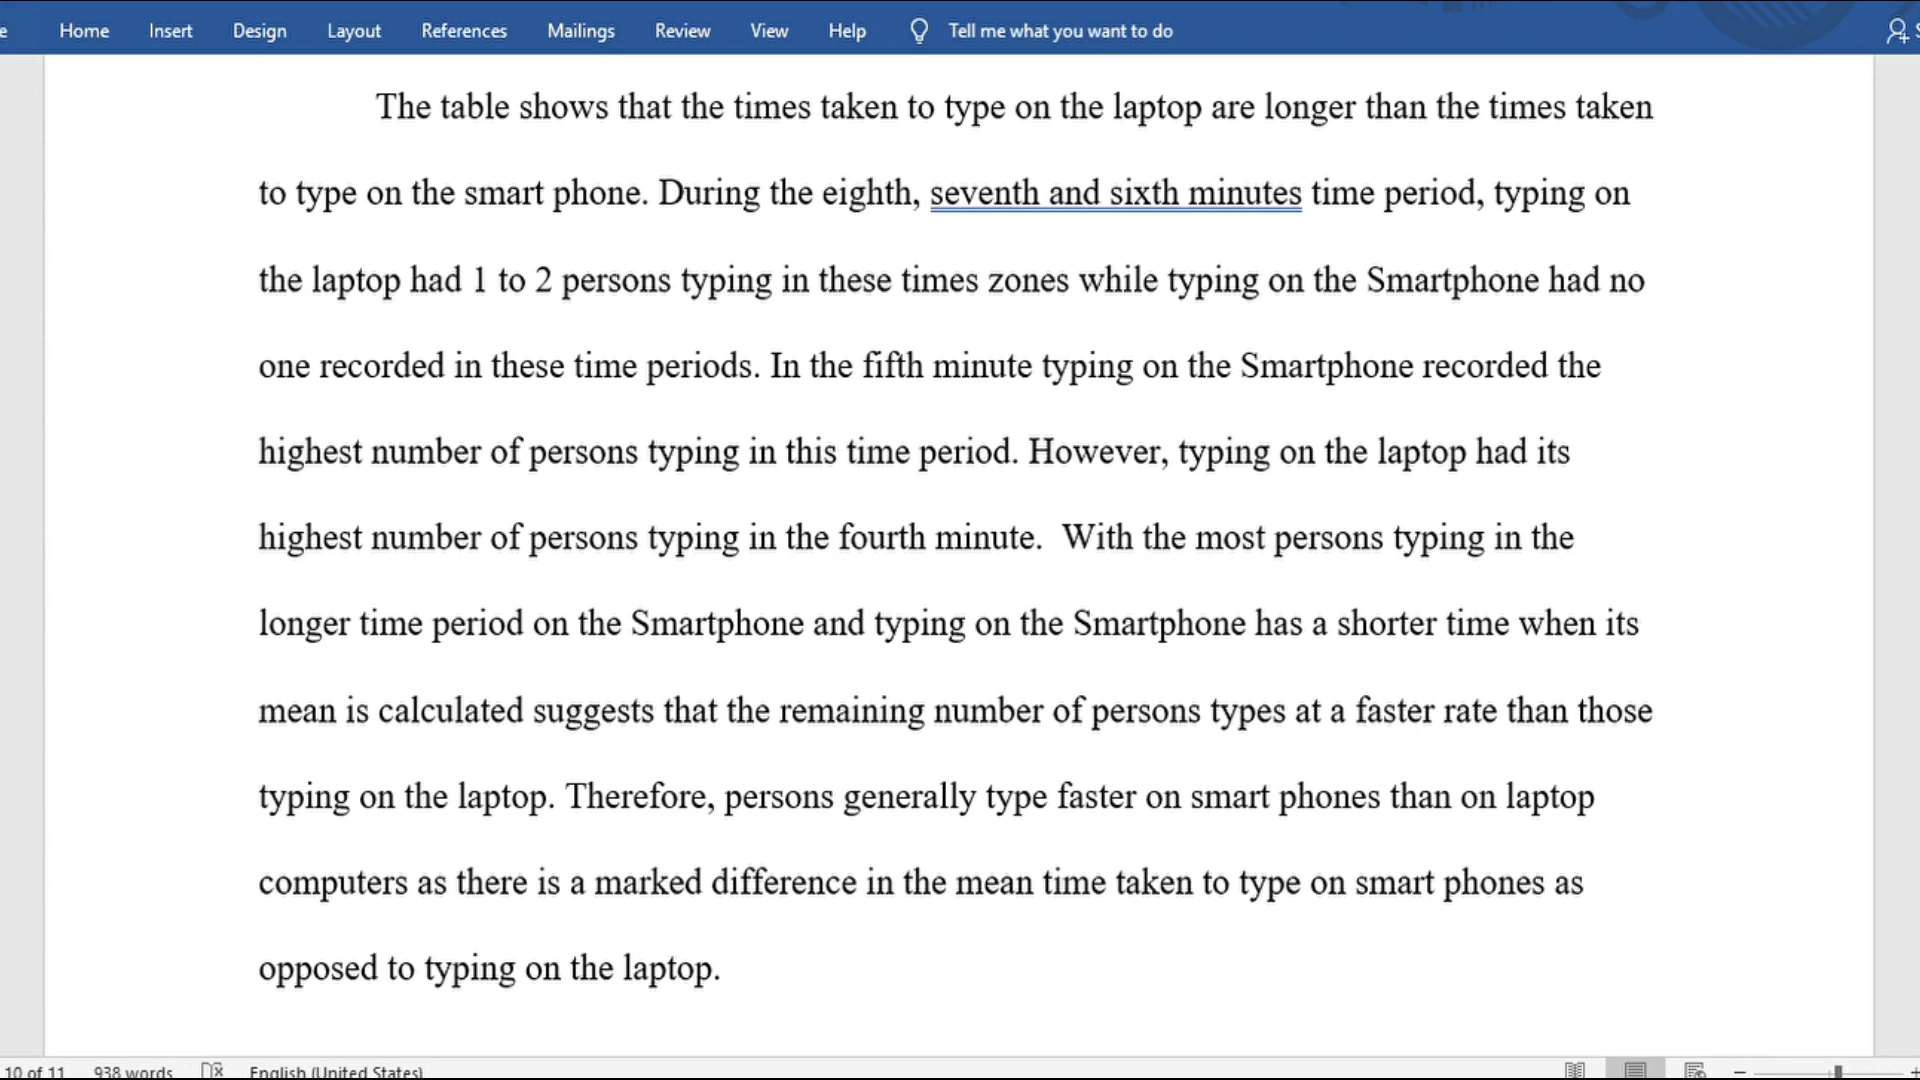 Home Insert Design Layout References Mailings Review View Help Tell me what you want to do
The table shows that the times taken to type on the laptop are longer than the times taken
to type on the smart phone. During the eighth, seventh and sixth minutes time period, typing on
the laptop had 1 to 2 persons typing in these times zones while typing on the Smartphone had no
one recorded in these time periods. In the fifth minute typing on the Smartphone recorded the
highest number of persons typing in this time period. However, typing on the laptop had its
highest number of persons typing in the fourth minute.  With the most persons typing in the
longer time period on the Smartphone and typing on the Smartphone has a shorter time when its
mean is calculated suggests that the remaining number of persons types at a faster rate than those
typing on the laptop. Therefore, persons generally type faster on smart phones than on laptop
computers as there is a marked difference in the mean time taken to type on smart phones as
opposed to typing on the laptop.
10 of 11 938 words English (United States)